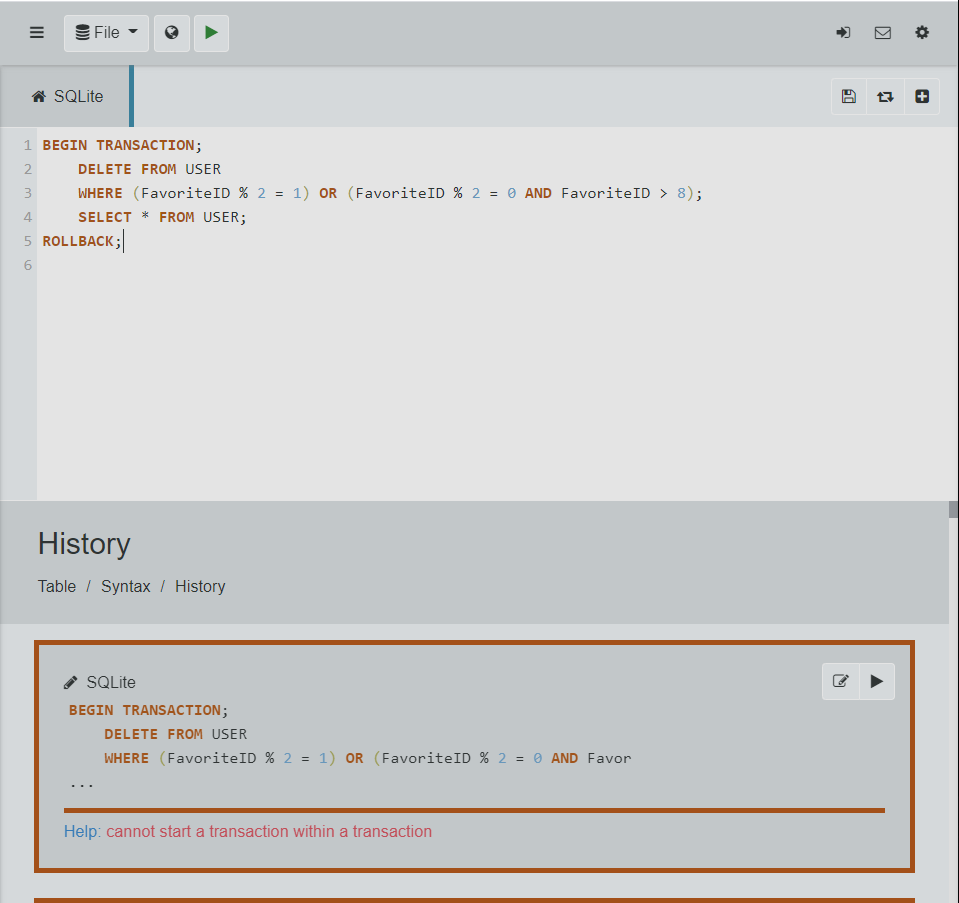 File
SQLite
1 BEGIN TRANSACTION;
2     DELETE FROM USER
3     WHERE (FavoriteID % 2 = 1) OR (FavoriteID % 2 = 0 AND FavoriteID > 8);
4     SELECT * FROM USER;
5 ROLLBACK;
6
History
Table / Syntax / History
SQLite
BEGIN TRANSACTION;
    DELETE FROM USER
    WHERE (FavoriteID % 2 = 1) OR (FavoriteID % 2 = 0 AND Favor
...
Help: cannot start a transaction within a transaction